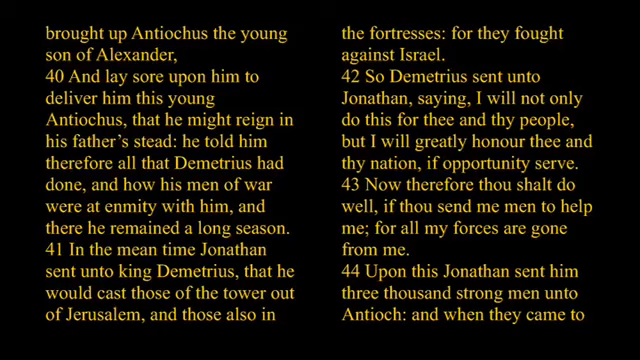 brought up Antiochus the young
son of Alexander,
40 And lay sore upon him to
deliver him this young
Antiochus, that he might reign in
his father’s stead: he told him
therefore all that Demetrius had
done, and how his men of war
were at enmity with him, and
there he remained a long season.
41 In the mean time Jonathan
sent unto king Demetrius, that he
would cast those of the tower out
of Jerusalem, and those also in
the fortresses: for they fought
against Israel.
42 So Demetrius sent unto
Jonathan, saying, I will not only
do this for thee and thy people,
but I will greatly honour thee and
thy nation, if opportunity serve.
43 Now therefore thou shalt do
well, if thou send me men to help
me; for all my forces are gone
from me.
44 Upon this Jonathan sent him
three thousand strong men unto
Antioch: and when they came to